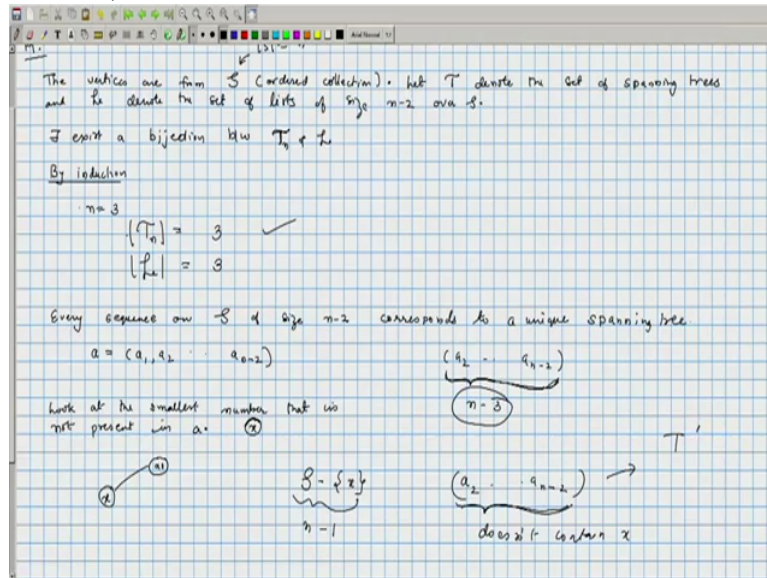 Pf.
|S| = n
The vertices are from S (ordered collection). Let T denote the set of spanning trees
and L denote the set of lists of size n-2 over S.
∃ exist a bijection b/w Tₙ & L
By induction
n = 3
|Tₙ| = 3 ✓
|L| = 3
Every sequence on S of size n-2 corresponds to a unique spanning tree.
a = (a₁, a₂ · · aₙ₋₂) (a₂ · · aₙ₋₂)
n-3
Look at the smallest number that is
not present in a. x
T'
a1
x S - {x} (a₂ · · aₙ₋₂) →
n-1 doesn't contain x